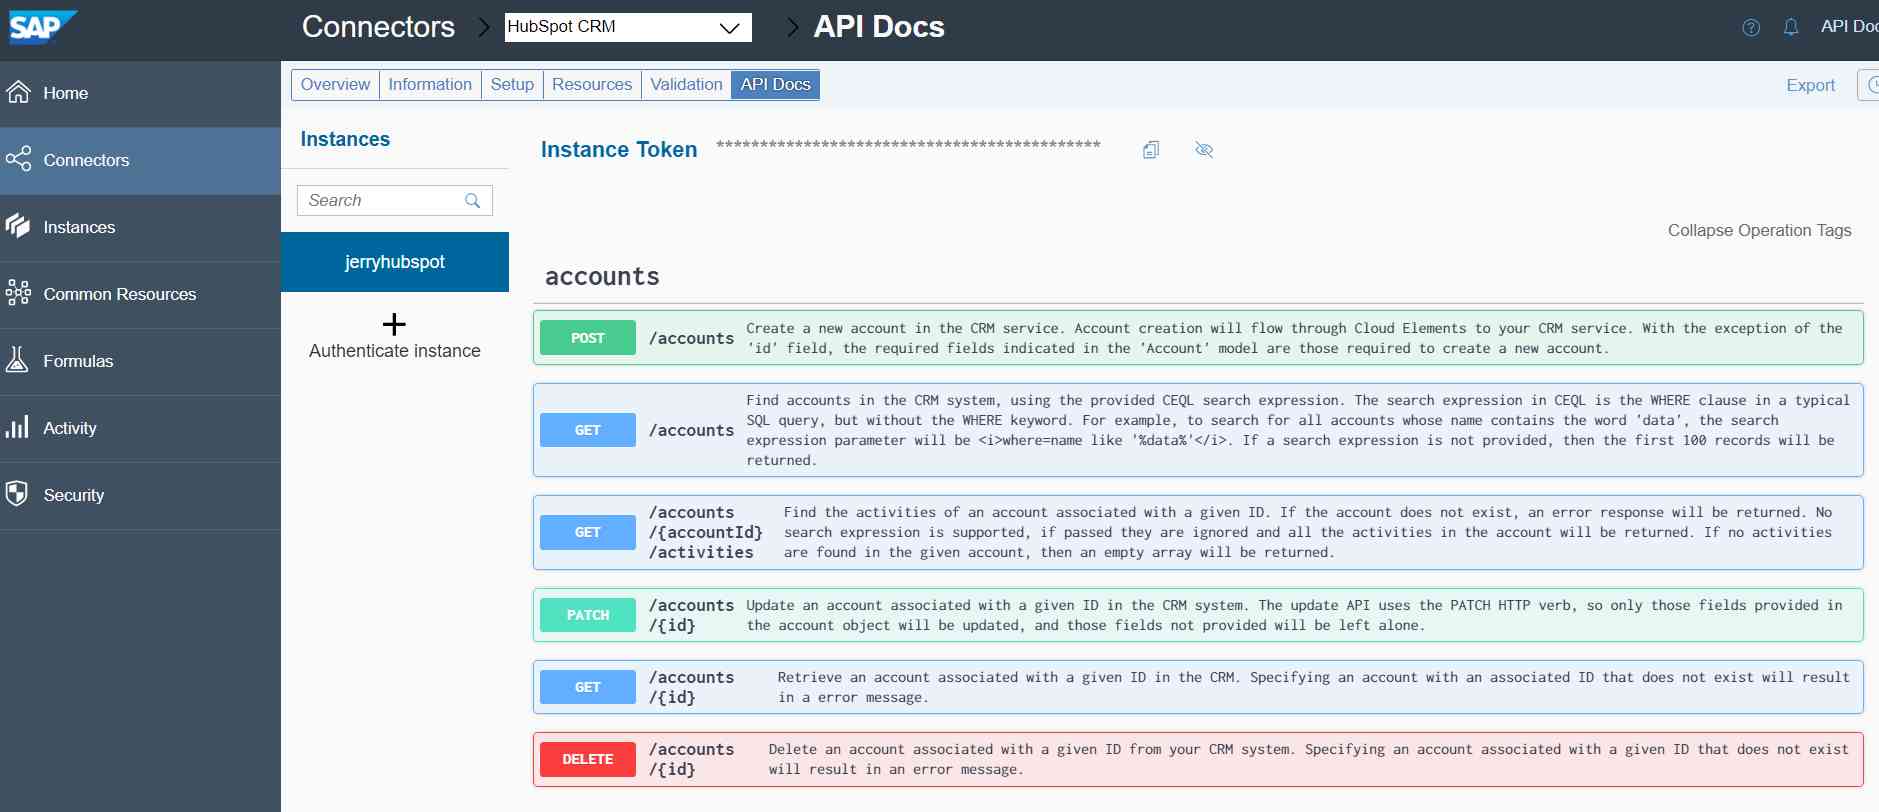 SAP
Connectors
HubSpot CRM
API Docs
API Doc
Home
Connectors
Instances
Common Resources
Formulas
Activity
Security
Overview
Information
Setup
Resources
Validation
API Docs
Export
Instances
Search
jerryhubspot
+
Authenticate instance
Instance Token ********************************************
Collapse Operation Tags
accounts
POST
/accounts
Create a new account in the CRM service. Account creation will flow through Cloud Elements to your CRM service. With the exception of the
'id' field, the required fields indicated in the 'Account' model are those required to create a new account.
GET
/accounts
Find accounts in the CRM system, using the provided CEQL search expression. The search expression in CEQL is the WHERE clause in a typical
SQL query, but without the WHERE keyword. For example, to search for all accounts whose name contains the word 'data', the search
expression parameter will be <i>where=name like '%data%'</i>. If a search expression is not provided, then the first 100 records will be
returned.
GET
/accounts
/{accountId}
/activities
Find the activities of an account associated with a given ID. If the account does not exist, an error response will be returned. No
search expression is supported, if passed they are ignored and all the activities in the account will be returned. If no activities
are found in the given account, then an empty array will be returned.
PATCH
/accounts
/{id}
Update an account associated with a given ID in the CRM system. The update API uses the PATCH HTTP verb, so only those fields provided in
the account object will be updated, and those fields not provided will be left alone.
GET
/accounts
/{id}
Retrieve an account associated with a given ID in the CRM. Specifying an account with an associated ID that does not exist will result
in a error message.
DELETE
/accounts
/{id}
Delete an account associated with a given ID from your CRM system. Specifying an account associated with a given ID that does not exist
will result in an error message.